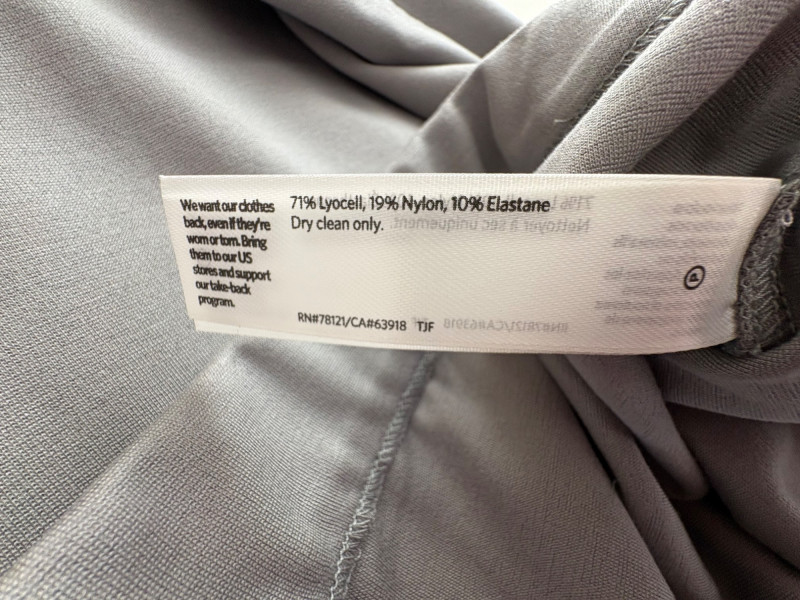 We want our clothes
back, even if they're
worn or torn. Bring
them to our US
stores and support
our take-back
program.
71% Lyocell, 19% Nylon, 10% Elastane
Dry clean only.
RN#78121/CA#63918 TJF
P